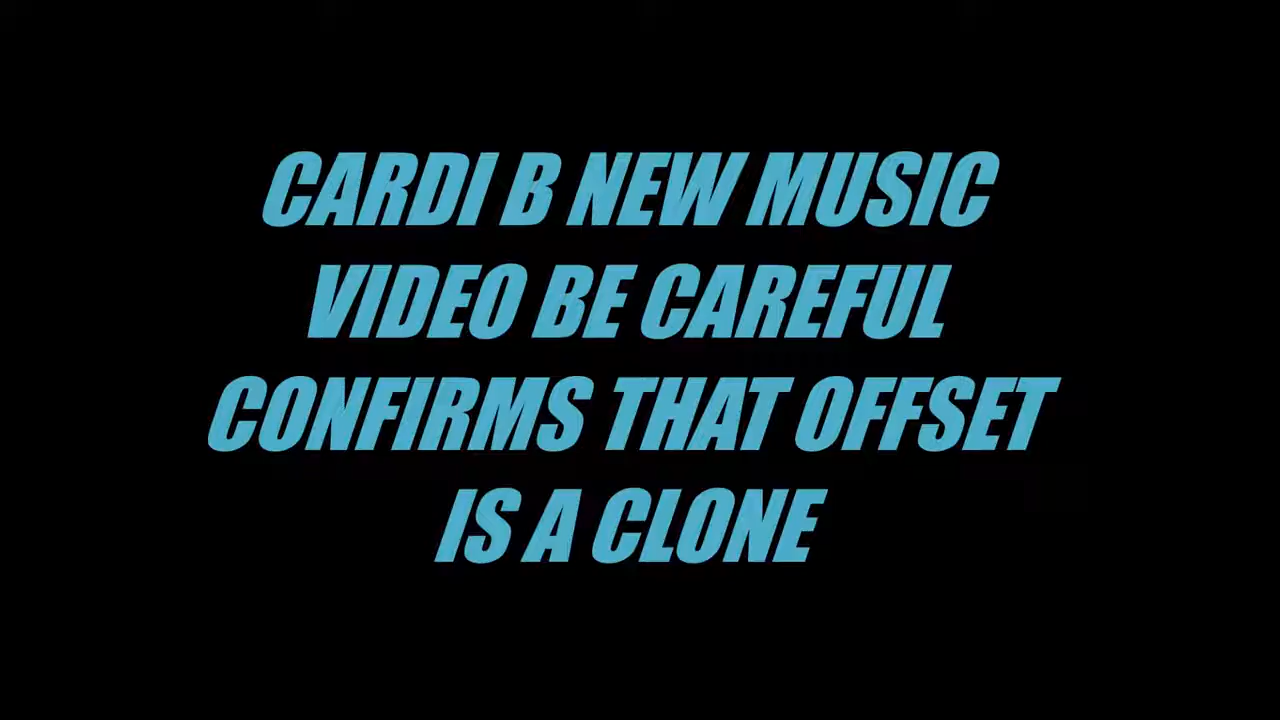 CARDI B NEW MUSIC
VIDEO BE CAREFUL
CONFIRMS THAT OFFSET
IS A CLONE